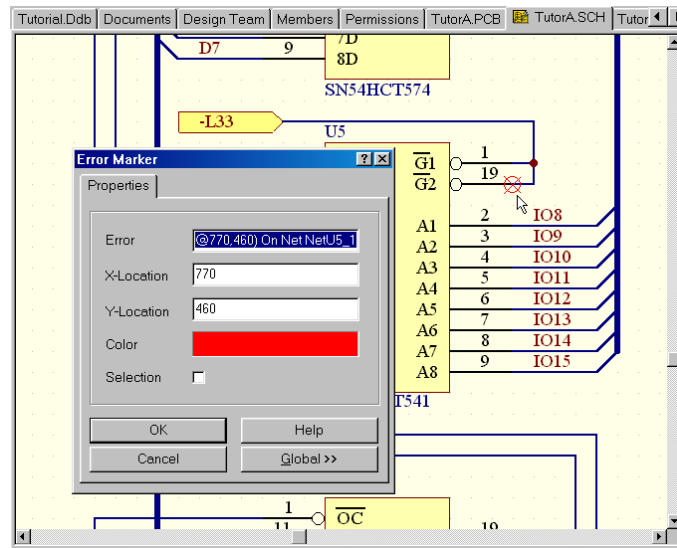 Tutorial.Ddb Documents Design Team Members Permissions TutorA.PCB TutorA.SCH Tutor
7D
D7 9 8D
SN54HCT574
-L33
U5
Error Marker
Properties
Error @770,460) On Net NetU5_1
X-Location 770
Y-Location 460
Color
Selection
OK Help
Cancel Global >>
G1 1
G2 19
A1 2 IO8
A2 3 IO9
A3 4 IO10
A4 5 IO11
A5 6 IO12
A6 7 IO13
A7 8 IO14
A8 9 IO15
T541
1 OC
11 19